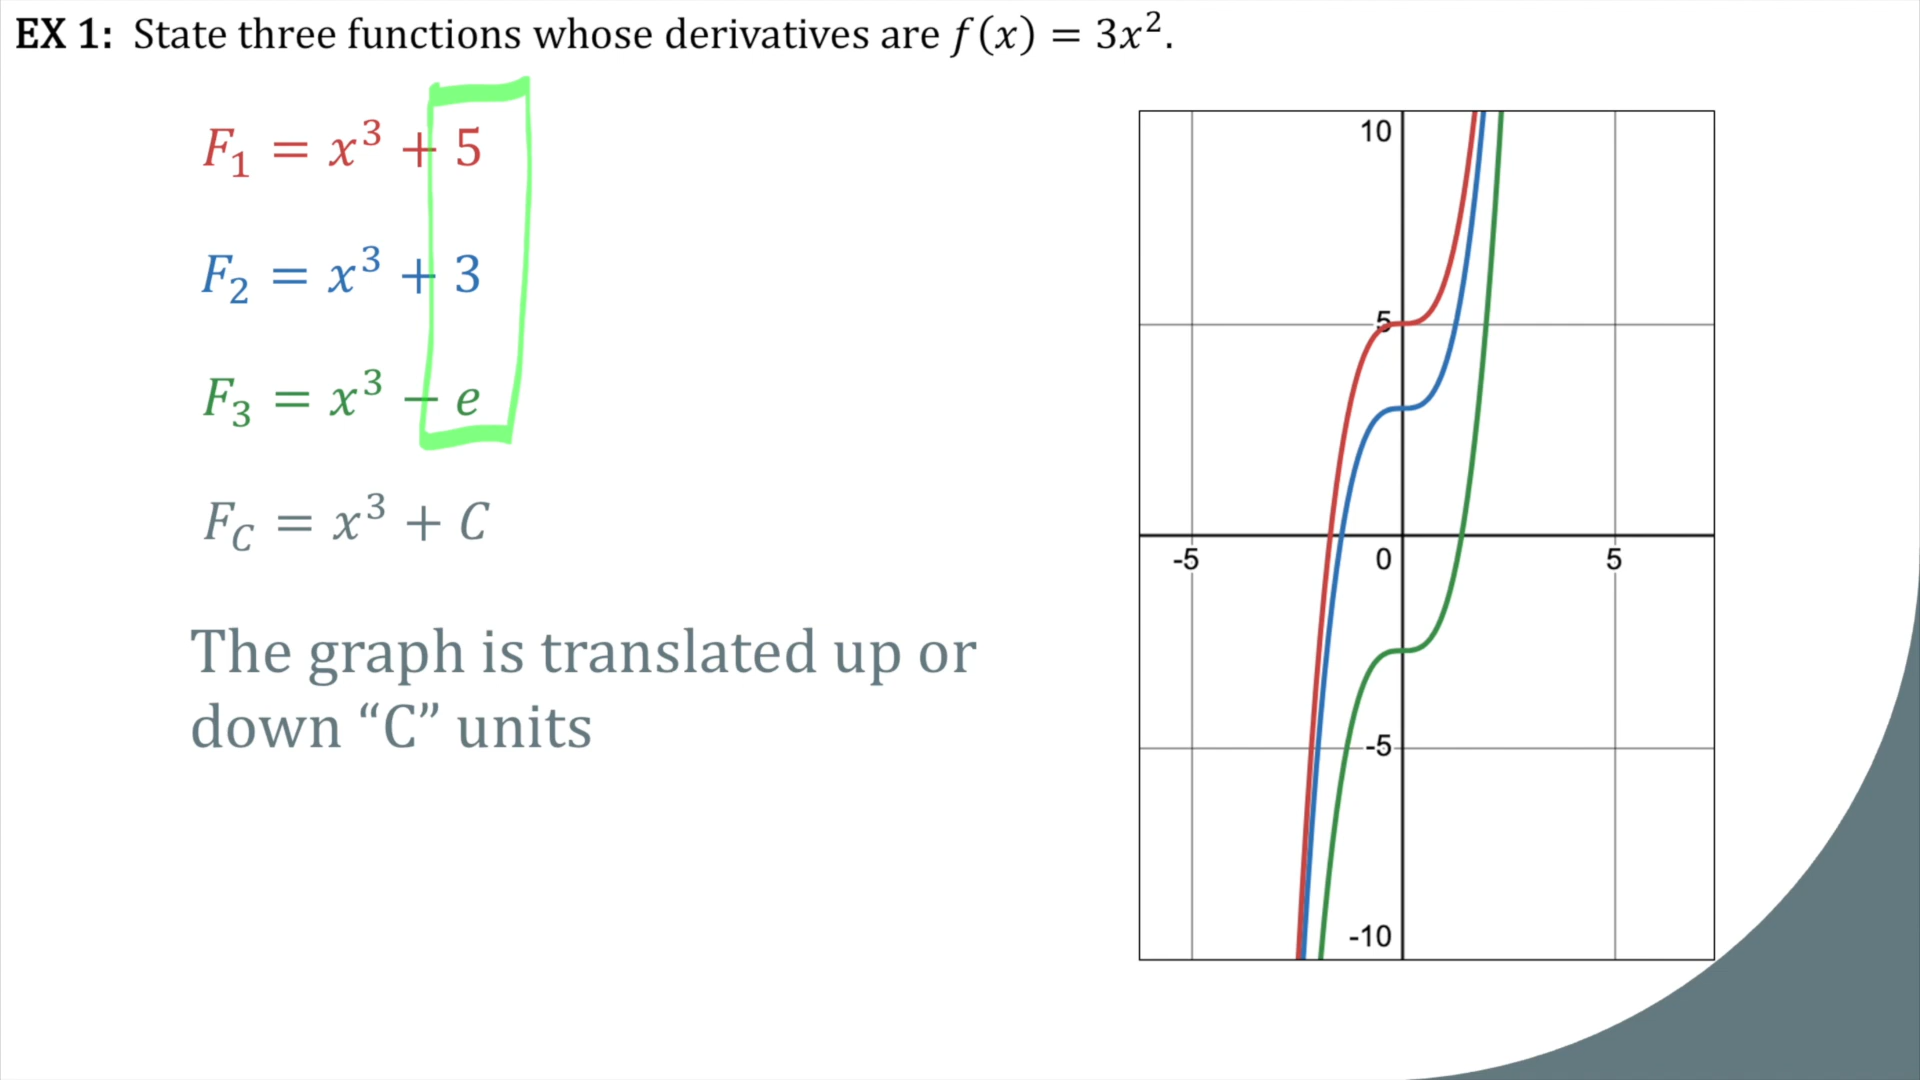 EX 1: State three functions whose derivatives are f(x) = 3x².
F₁ = x³ + 5
F₂ = x³ + 3
F₃ = x³ − e
F_C = x³ + C
The graph is translated up or
down “C” units
10
5
-5
0
5
-5
-10